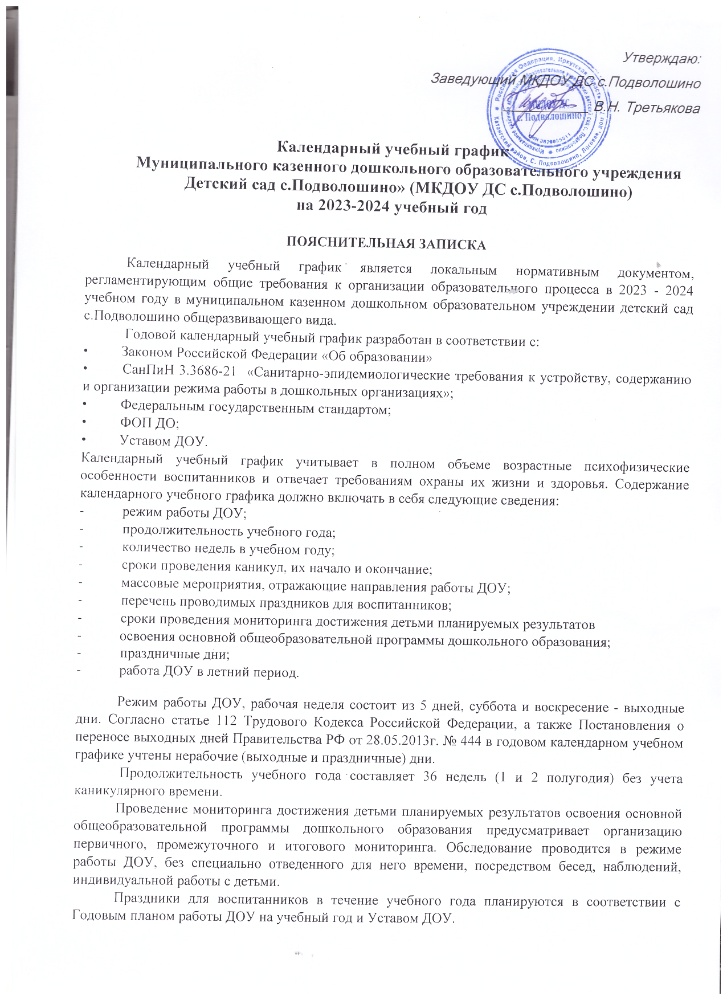 Утверждаю:
Заведующий МКДОУ ДС с.Подволошино
В.Н. Третьякова
с. Подволошино
Календарный учебный график
Муниципального казенного дошкольного образовательного учреждения
Детский сад с.Подволошино» (МКДОУ ДС с.Подволошино)
на 2023-2024 учебный год
ПОЯСНИТЕЛЬНАЯ ЗАПИСКА
Календарный учебный график является локальным нормативным документом,
регламентирующим общие требования к организации образовательного процесса в 2023 - 2024
учебном году в муниципальном казенном дошкольном образовательном учреждении детский сад
с.Подволошино общеразвивающего вида.
Годовой календарный учебный график разработан в соответствии с:
• Законом Российской Федерации «Об образовании»
• СанПиН 3.3686-21 «Санитарно-эпидемиологические требования к устройству, содержанию
и организации режима работы в дошкольных организациях»;
• Федеральным государственным стандартом;
• ФОП ДО;
• Уставом ДОУ.
Календарный учебный график учитывает в полном объеме возрастные психофизические
особенности воспитанников и отвечает требованиям охраны их жизни и здоровья. Содержание
календарного учебного графика должно включать в себя следующие сведения:
- режим работы ДОУ;
- продолжительность учебного года;
- количество недель в учебном году;
- сроки проведения каникул, их начало и окончание;
- массовые мероприятия, отражающие направления работы ДОУ;
- перечень проводимых праздников для воспитанников;
- сроки проведения мониторинга достижения детьми планируемых результатов
- освоения основной общеобразовательной программы дошкольного образования;
- праздничные дни;
- работа ДОУ в летний период.
Режим работы ДОУ, рабочая неделя состоит из 5 дней, суббота и воскресение - выходные
дни. Согласно статье 112 Трудового Кодекса Российской Федерации, а также Постановления о
переносе выходных дней Правительства РФ от 28.05.2013г. № 444 в годовом календарном учебном
графике учтены нерабочие (выходные и праздничные) дни.
Продолжительность учебного года составляет 36 недель (1 и 2 полугодия) без учета
каникулярного времени.
Проведение мониторинга достижения детьми планируемых результатов освоения основной
общеобразовательной программы дошкольного образования предусматривает организацию
первичного, промежуточного и итогового мониторинга. Обследование проводится в режиме
работы ДОУ, без специально отведенного для него времени, посредством бесед, наблюдений,
индивидуальной работы с детьми.
Праздники для воспитанников в течение учебного года планируются в соответствии с
Годовым планом работы ДОУ на учебный год и Уставом ДОУ.